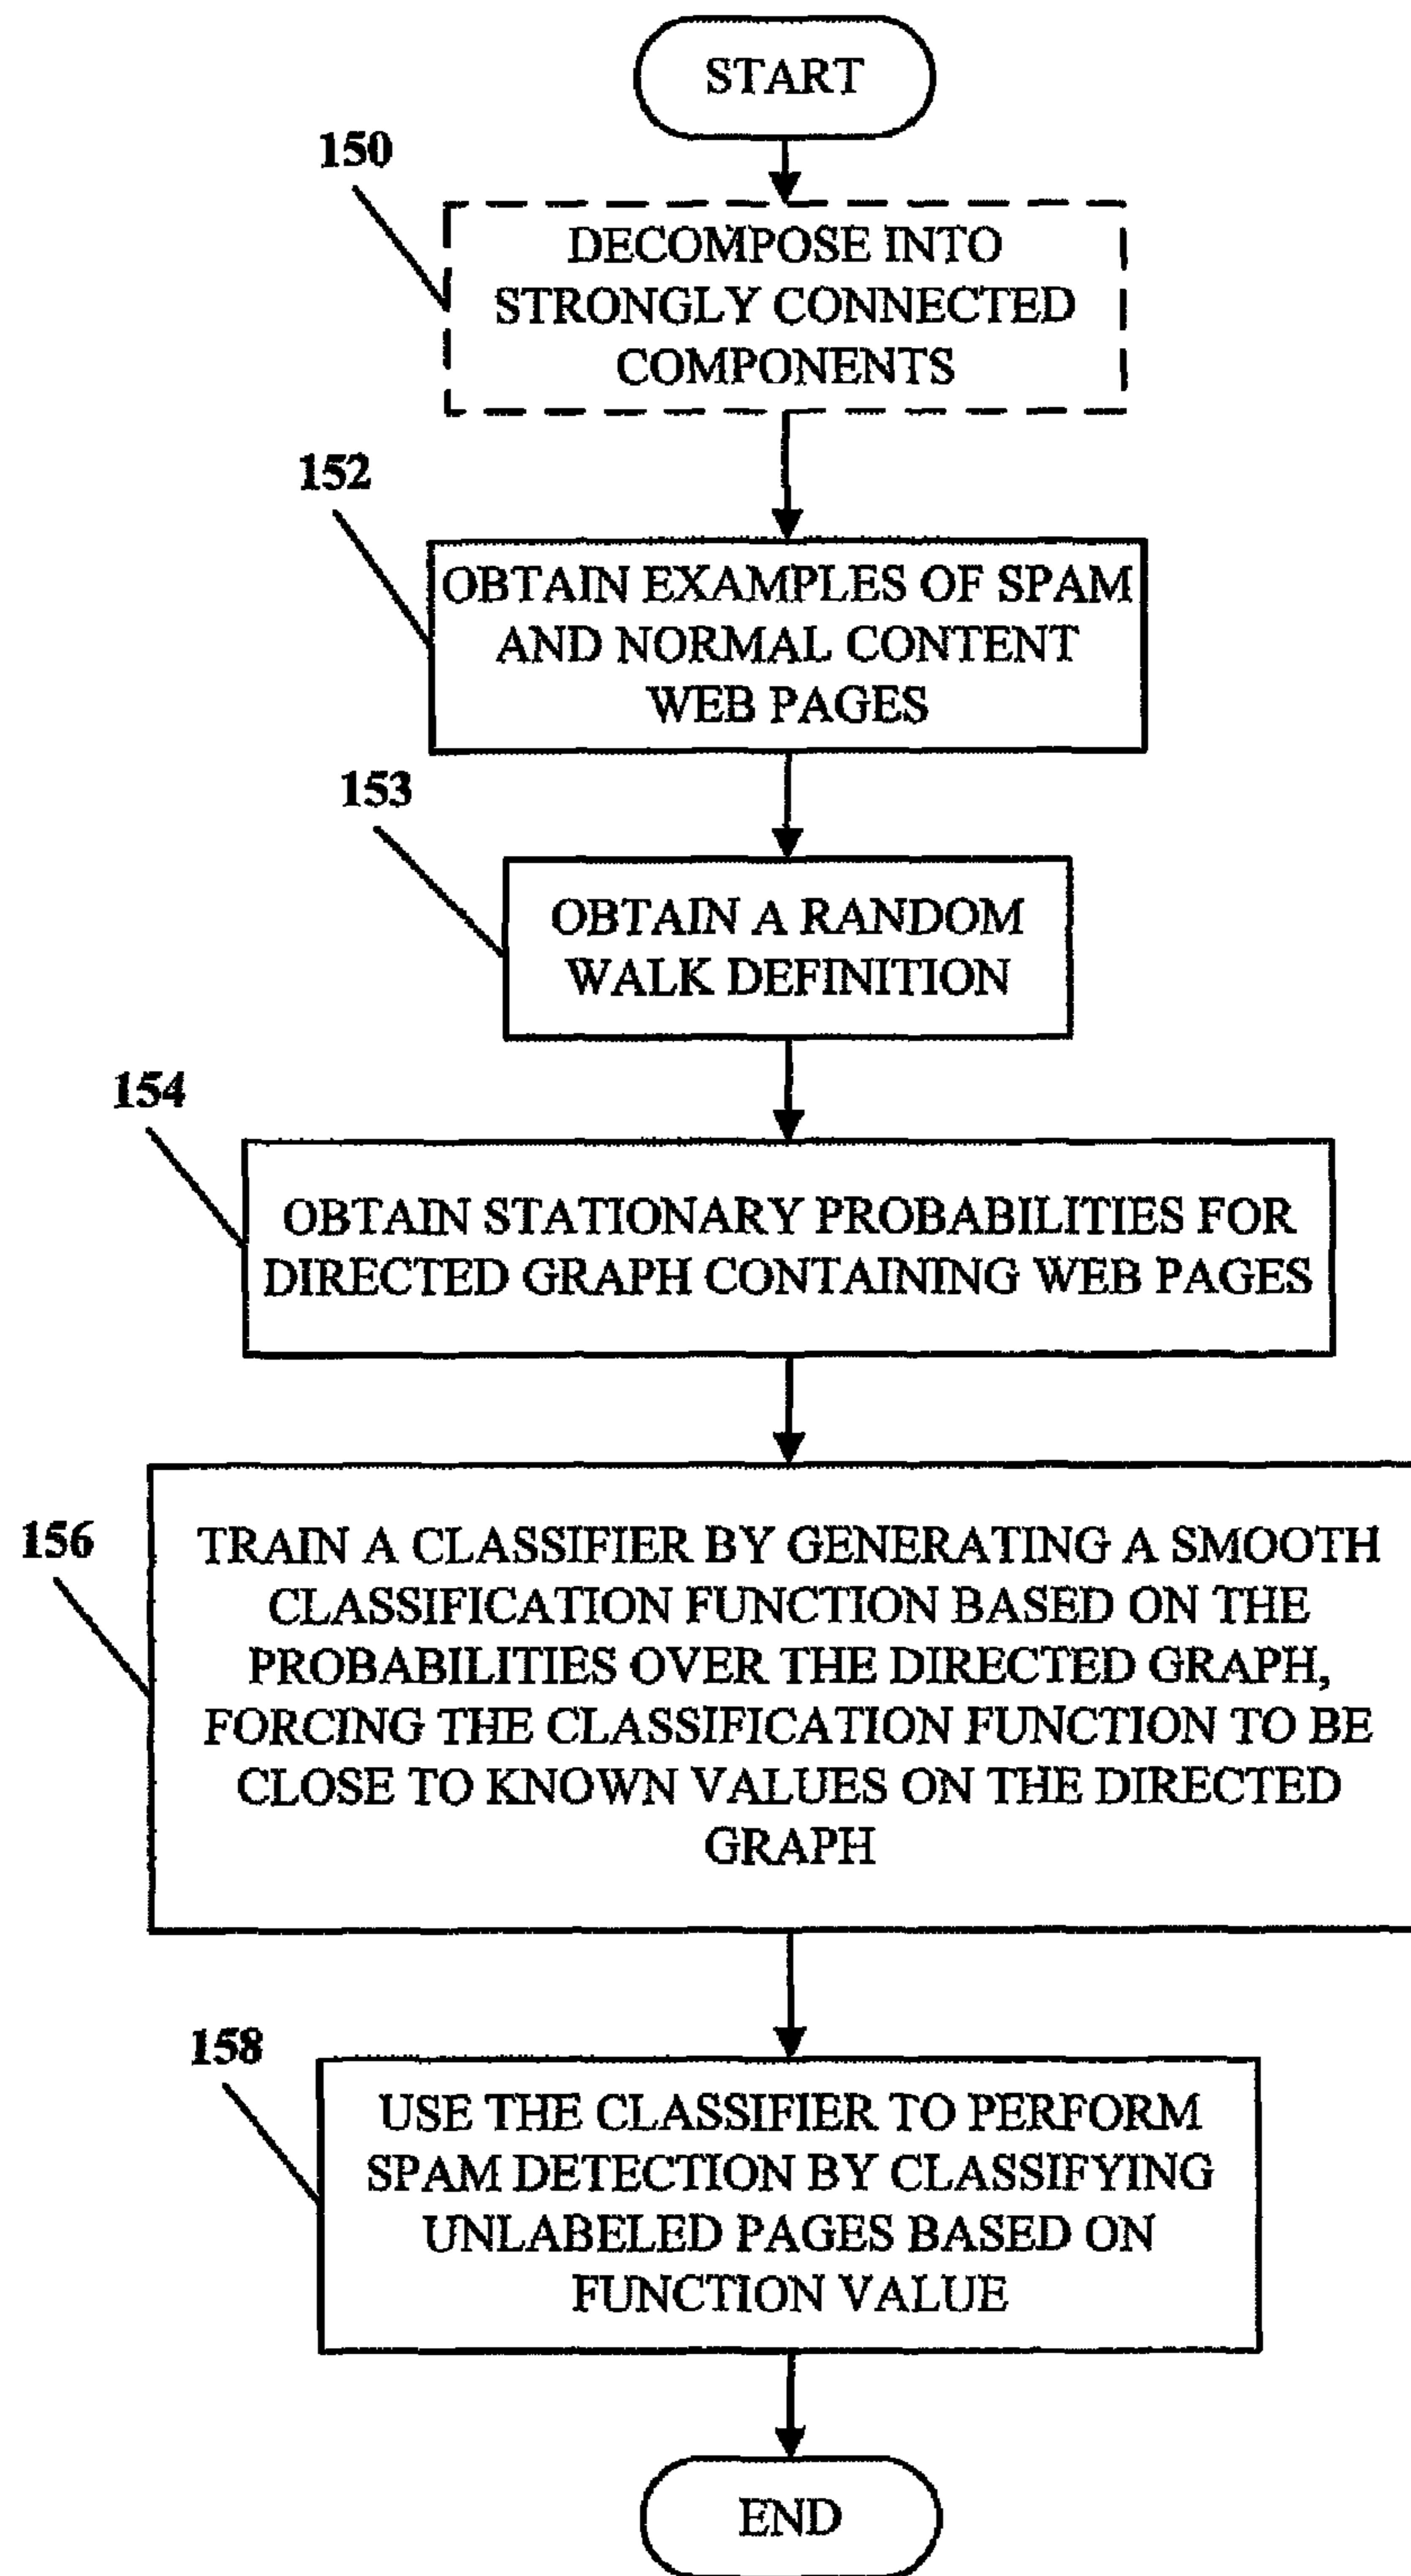 START
150
DECOMPOSE INTO
STRONGLY CONNECTED
COMPONENTS
152
OBTAIN EXAMPLES OF SPAM
AND NORMAL CONTENT
WEB PAGES
153
OBTAIN A RANDOM
WALK DEFINITION
154
OBTAIN STATIONARY PROBABILITIES FOR
DIRECTED GRAPH CONTAINING WEB PAGES
156
TRAIN A CLASSIFIER BY GENERATING A SMOOTH
CLASSIFICATION FUNCTION BASED ON THE
PROBABILITIES OVER THE DIRECTED GRAPH,
FORCING THE CLASSIFICATION FUNCTION TO BE
CLOSE TO KNOWN VALUES ON THE DIRECTED
GRAPH
158
USE THE CLASSIFIER TO PERFORM
SPAM DETECTION BY CLASSIFYING
UNLABELED PAGES BASED ON
FUNCTION VALUE
END